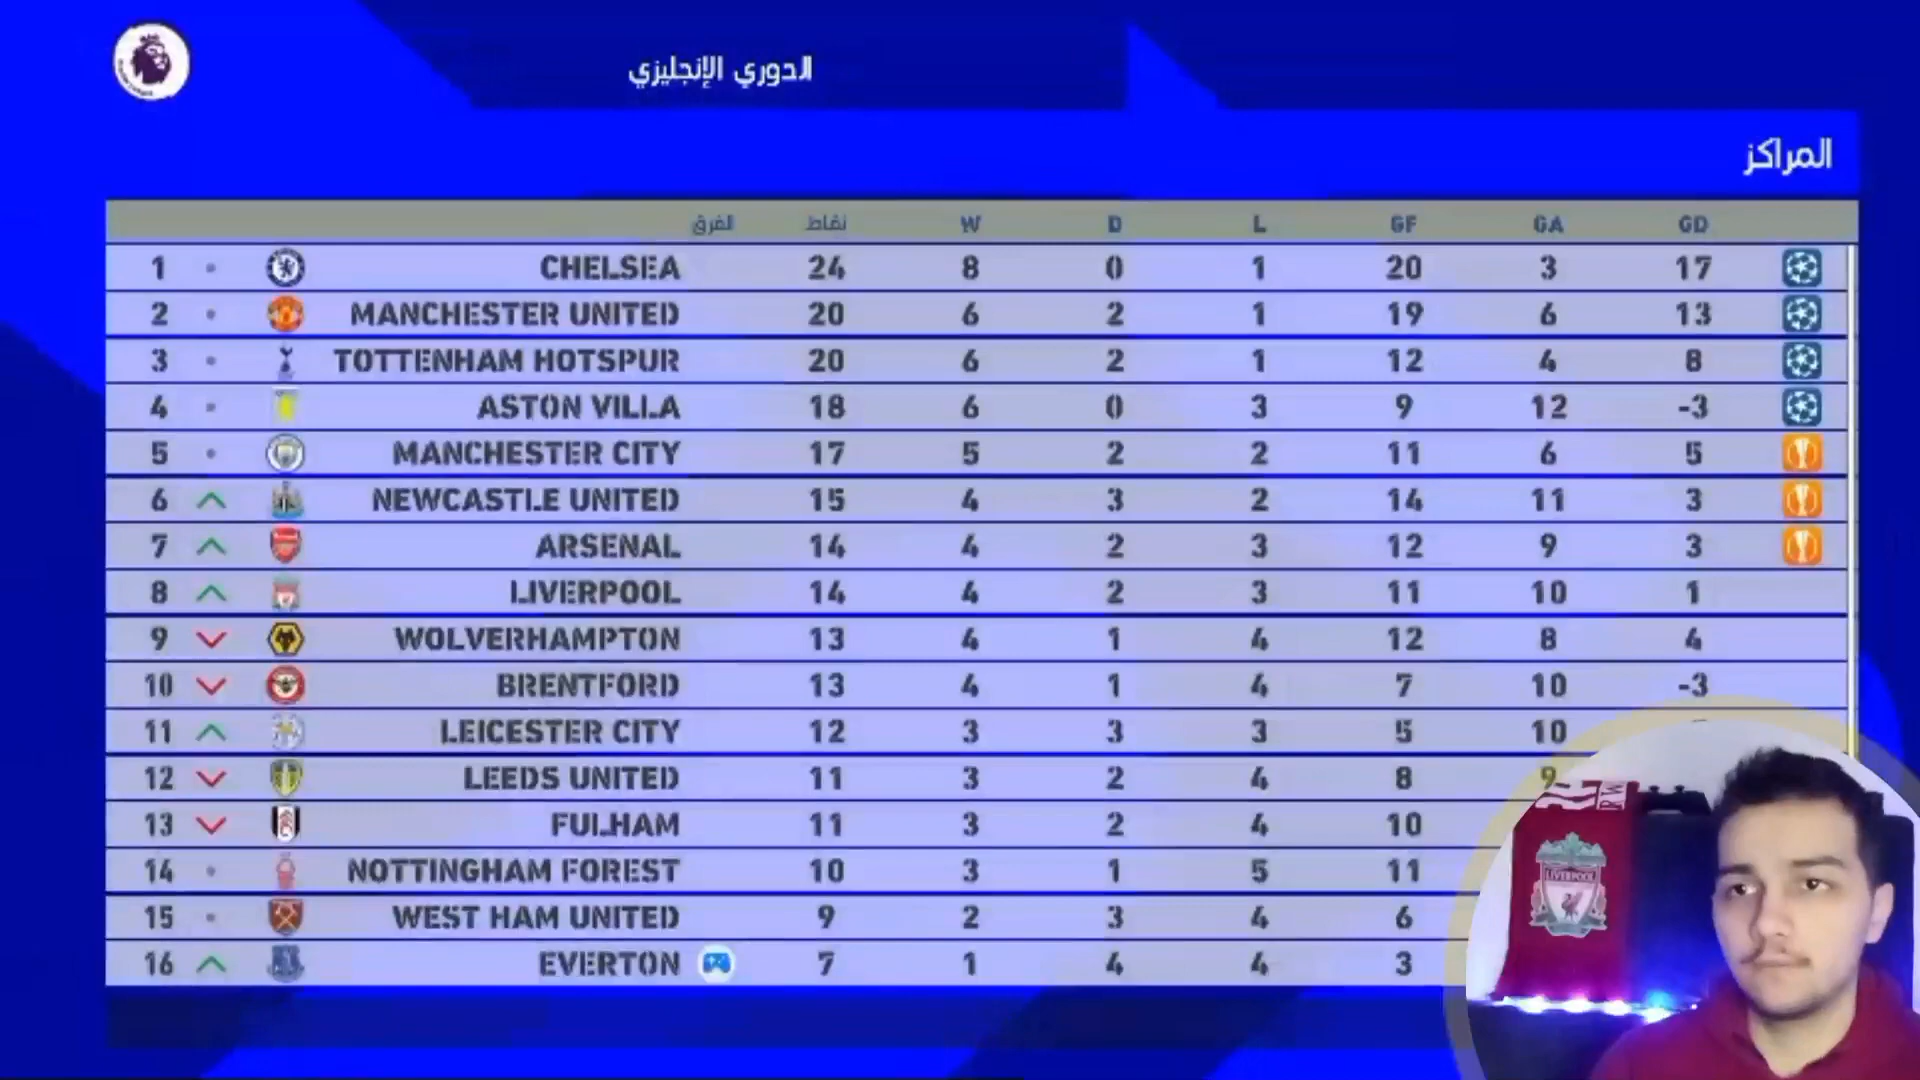 الدوري الإنجليزي
المراكز
الفرق نقاط W D L GF GA GD
1 CHELSEA 24 8 0 1 20 3 17
2 MANCHESTER UNITED 20 6 2 1 19 6 13
3 TOTTENHAM HOTSPUR 20 6 2 1 12 4 8
4 ASTON VILLA 18 6 0 3 9 12 -3
5 MANCHESTER CITY 17 5 2 2 11 6 5
6 NEWCASTLE UNITED 15 4 3 2 14 11 3
7 ARSENAL 14 4 2 3 12 9 3
8 LIVERPOOL 14 4 2 3 11 10 1
9 WOLVERHAMPTON 13 4 1 4 12 8 4
10 BRENTFORD 13 4 1 4 7 10 -3
11 LEICESTER CITY 12 3 3 3 5 10
12 LEEDS UNITED 11 3 2 4 8 9
13 FULHAM 11 3 2 4 10
14 NOTTINGHAM FOREST 10 3 1 5 11
15 WEST HAM UNITED 9 2 3 4 6
16 EVERTON 7 1 4 4 3
LIVERPOOL